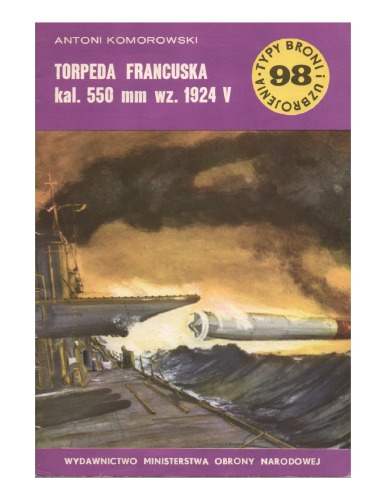 ANTONI KOMOROWSKI
TORPEDA FRANCUSKA
kal. 550 mm wz. 1924 V
TYPY BRONI i UZBROJENIA •
98
WYDAWNICTWO MINISTERSTWA OBRONY NARODOWEJ